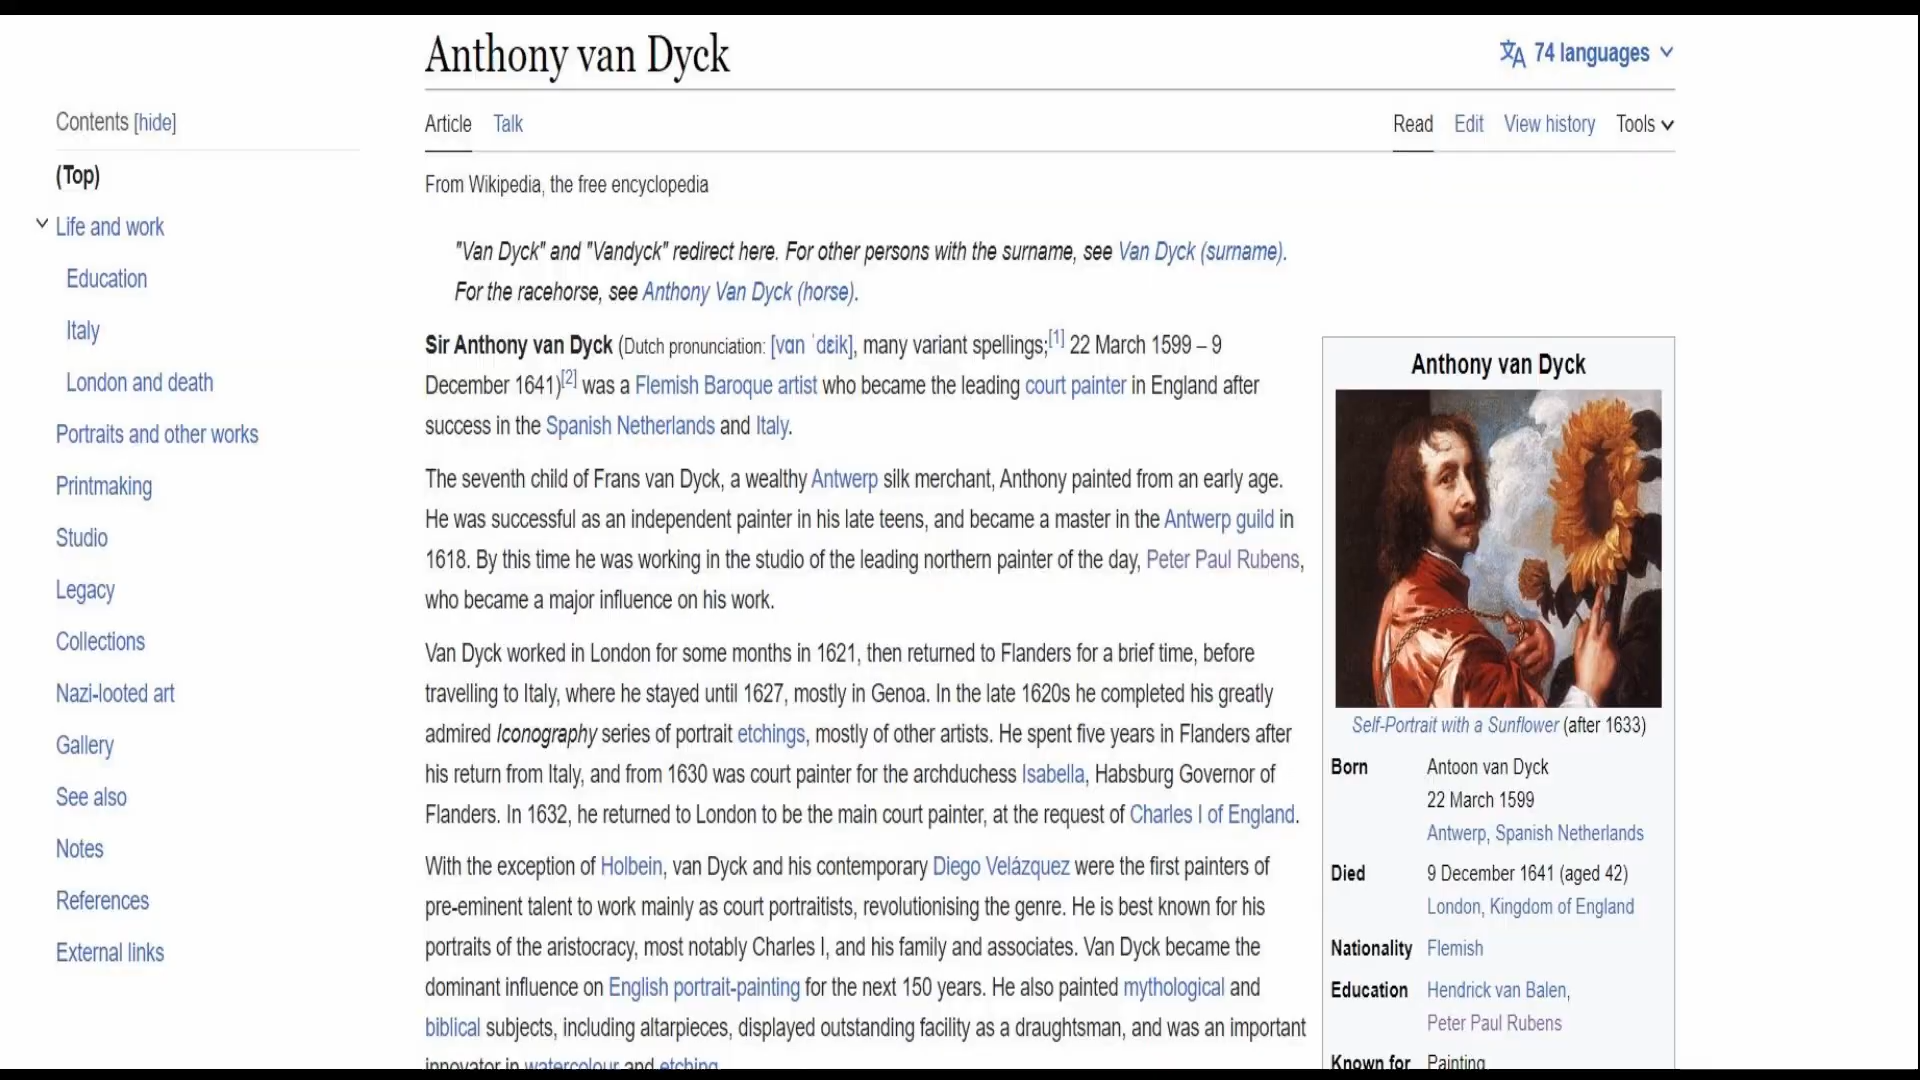 Anthony van Dyck
74 languages
Contents [hide]
(Top)
Life and work
Education
Italy
London and death
Portraits and other works
Printmaking
Studio
Legacy
Collections
Nazi-looted art
Gallery
See also
Notes
References
External links
Article Talk
Read Edit View history Tools
From Wikipedia, the free encyclopedia
"Van Dyck" and "Vandyck" redirect here. For other persons with the surname, see Van Dyck (surname).
For the racehorse, see Anthony Van Dyck (horse).
Sir Anthony van Dyck (Dutch pronunciation: [vɑn ˈdɛik], many variant spellings;[1] 22 March 1599 – 9
December 1641)[2] was a Flemish Baroque artist who became the leading court painter in England after
success in the Spanish Netherlands and Italy.
The seventh child of Frans van Dyck, a wealthy Antwerp silk merchant, Anthony painted from an early age.
He was successful as an independent painter in his late teens, and became a master in the Antwerp guild in
1618. By this time he was working in the studio of the leading northern painter of the day, Peter Paul Rubens,
who became a major influence on his work.
Van Dyck worked in London for some months in 1621, then returned to Flanders for a brief time, before
travelling to Italy, where he stayed until 1627, mostly in Genoa. In the late 1620s he completed his greatly
admired Iconography series of portrait etchings, mostly of other artists. He spent five years in Flanders after
his return from Italy, and from 1630 was court painter for the archduchess Isabella, Habsburg Governor of
Flanders. In 1632, he returned to London to be the main court painter, at the request of Charles I of England.
With the exception of Holbein, van Dyck and his contemporary Diego Velázquez were the first painters of
pre-eminent talent to work mainly as court portraitists, revolutionising the genre. He is best known for his
portraits of the aristocracy, most notably Charles I, and his family and associates. Van Dyck became the
dominant influence on English portrait-painting for the next 150 years. He also painted mythological and
biblical subjects, including altarpieces, displayed outstanding facility as a draughtsman, and was an important
innovator in watercolour and etching.
Anthony van Dyck
Self-Portrait with a Sunflower (after 1633)
Born Antoon van Dyck
22 March 1599
Antwerp, Spanish Netherlands
Died 9 December 1641 (aged 42)
London, Kingdom of England
Nationality Flemish
Education Hendrick van Balen,
Peter Paul Rubens
Known for Painting